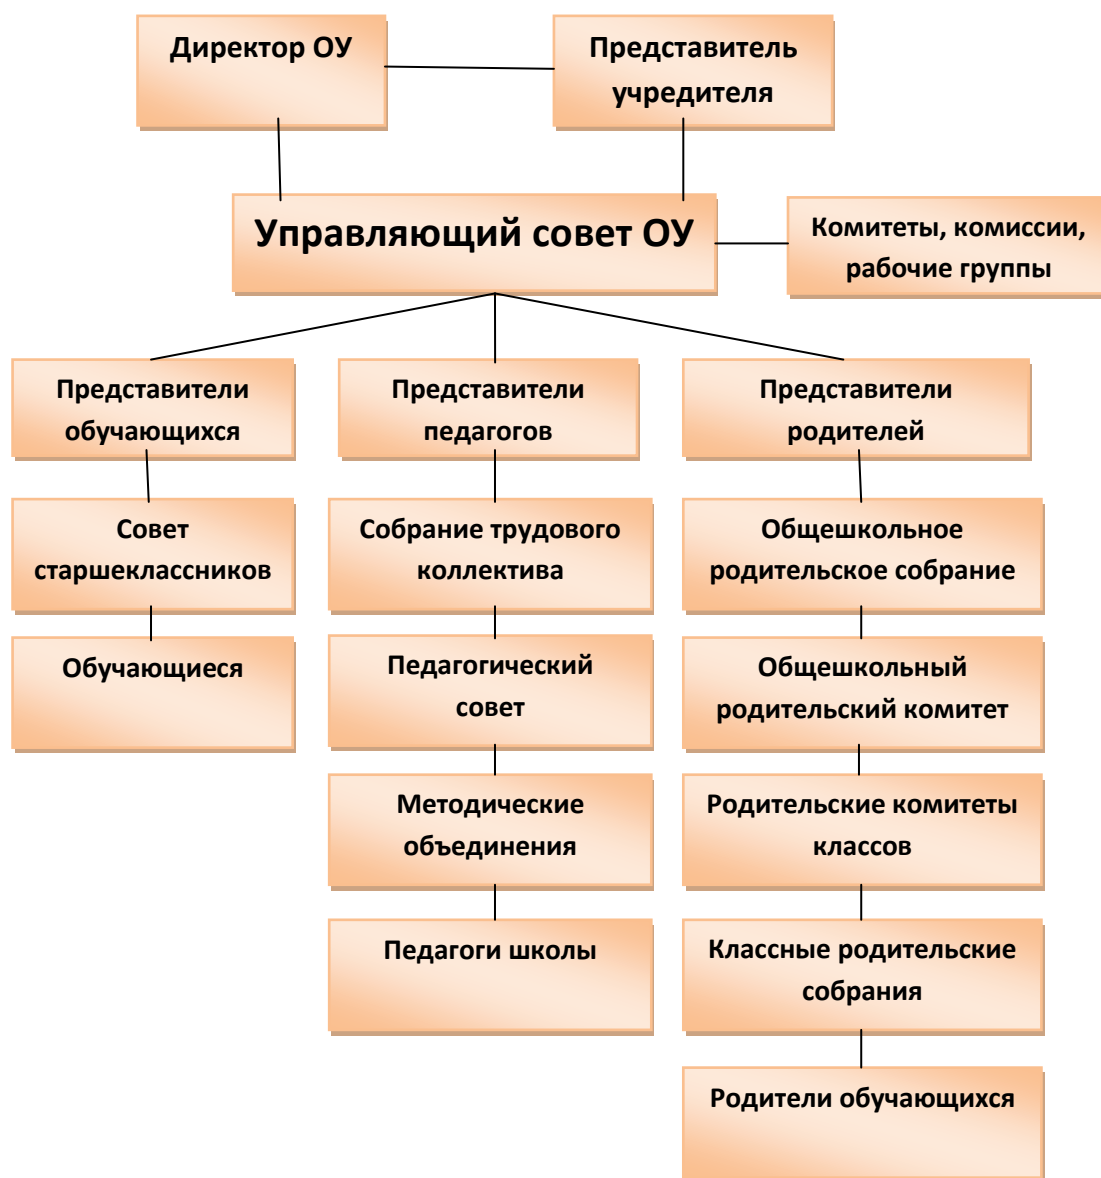 Директор ОУ
Представитель
учредителя
Управляющий совет ОУ
Комитеты, комиссии,
рабочие группы
Представители
обучающихся
Представители
педагогов
Представители
родителей
Совет
старшеклассников
Собрание трудового
коллектива
Общешкольное
родительское собрание
Обучающиеся
Педагогический
совет
Общешкольный
родительский комитет
Методические
объединения
Родительские комитеты
классов
Педагоги школы
Классные родительские
собрания
Родители обучающихся